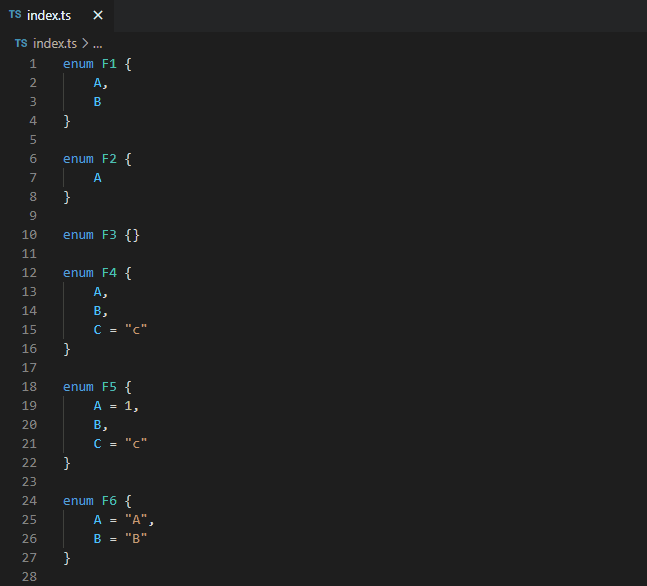 TS index.ts ×
TS index.ts > ...
1 enum F1 {
2     A,
3     B
4 }
5
6 enum F2 {
7     A
8 }
9
10 enum F3 {}
11
12 enum F4 {
13     A,
14     B,
15     C = "c"
16 }
17
18 enum F5 {
19     A = 1,
20     B,
21     C = "c"
22 }
23
24 enum F6 {
25     A = "A",
26     B = "B"
27 }
28